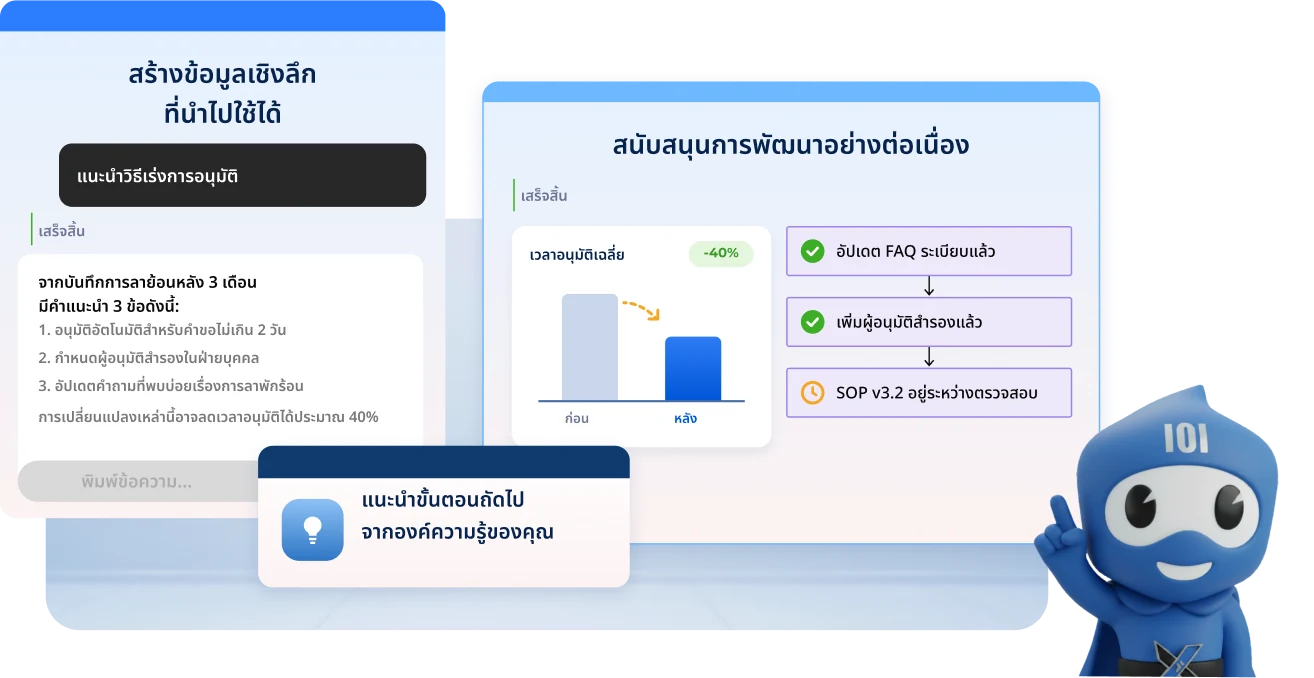 สร้างข้อมูลเชิงลึก
ที่นำไปใช้ได้
แนะนำวิธีเร่งการอนุมัติ
เสร็จสิ้น
จากบันทึกการลาย้อนหลัง 3 เดือน
มีคำแนะนำ 3 ข้อดังนี้:
1. อนุมัติอัตโนมัติสำหรับคำขอไม่เกิน 2 วัน
2. กำหนดผู้อนุมัติสำรองในฝ่ายบุคคล
3. อัปเดตคำถามที่พบบ่อยเรื่องการลาพักร้อน
การเปลี่ยนแปลงเหล่านี้อาจลดเวลาอนุมัติได้ประมาณ 40%
พิมพ์ข้อความ...
แนะนำขั้นตอนถัดไป
จากองค์ความรู้ของคุณ
สนับสนุนการพัฒนาอย่างต่อเนื่อง
เสร็จสิ้น
เวลาอนุมัติเฉลี่ย
-40%
ก่อน
หลัง
อัปเดต FAQ ระเบียบแล้ว
เพิ่มผู้อนุมัติสำรองแล้ว
SOP v3.2 อยู่ระหว่างตรวจสอบ
101